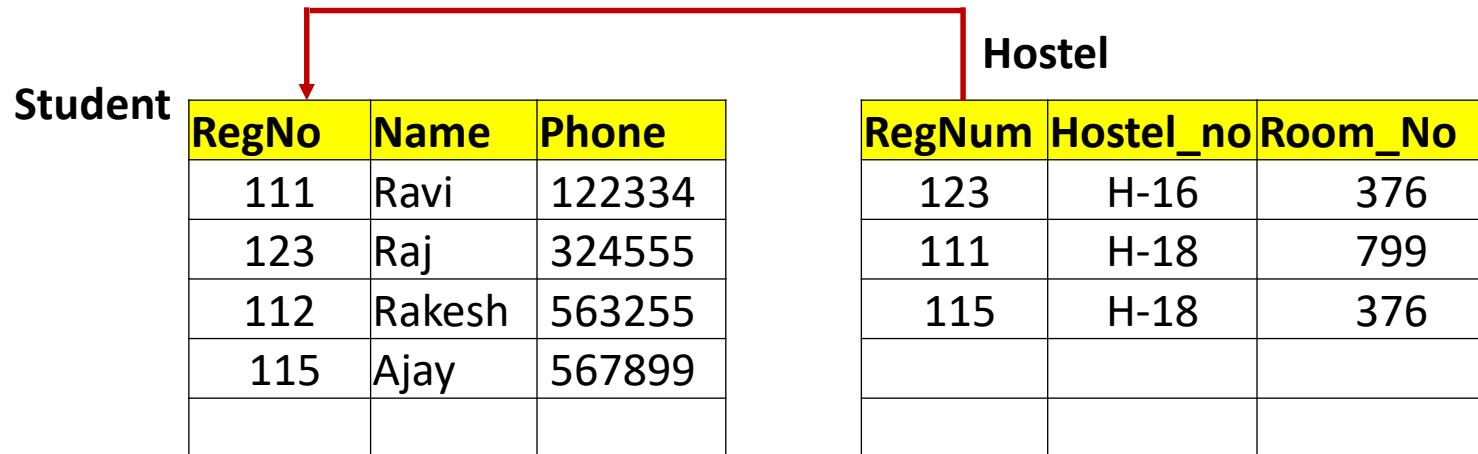 Hostel
Student
RegNo Name Phone
111 Ravi 122334
123 Raj 324555
112 Rakesh 563255
115 Ajay 567899
RegNum Hostel_no Room_No
123 H-16 376
111 H-18 799
115 H-18 376